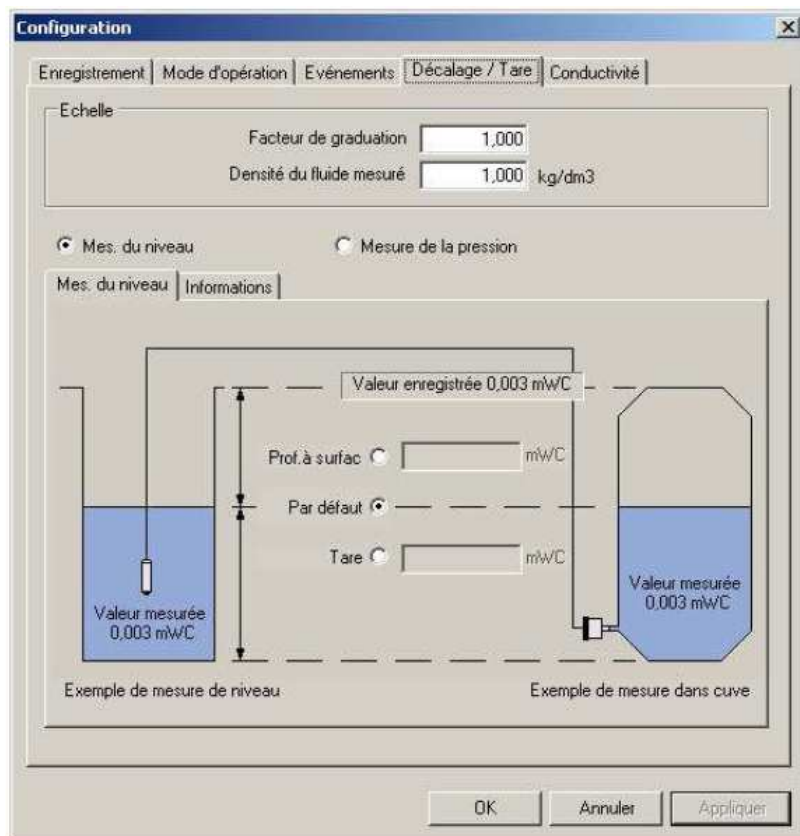 Configuration
Enregistrement Mode d'opération Evénements Décalage / Tare Conductivité
Echelle
Facteur de graduation 1,000
Densité du fluide mesuré 1,000 kg/dm3
Mes. du niveau Mesure de la pression
Mes. du niveau Informations
Valeur enregistrée 0,003 mWC
Prof.à surfac mWC
Par défaut
Tare mWC
Valeur mesurée
0,003 mWC
Valeur mesurée
0,003 mWC
Exemple de mesure de niveau
Exemple de mesure dans cuve
OK Annuler Appliquer